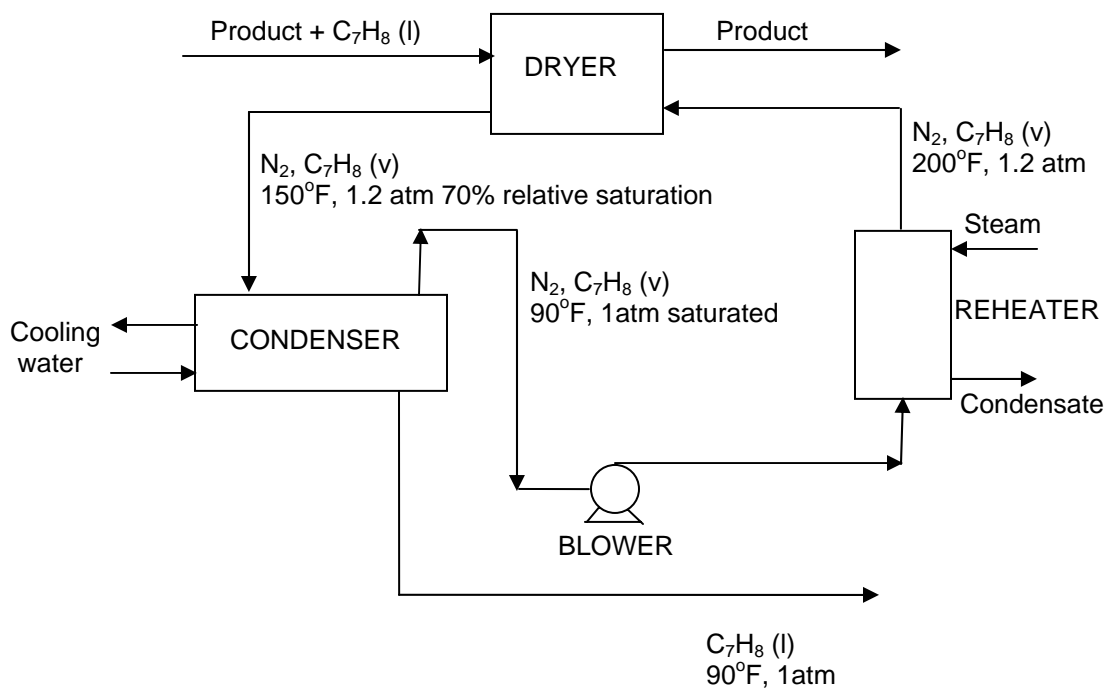 Product + C₇H₈ (l)
DRYER
Product
N₂, C₇H₈ (v)
150°F, 1.2 atm 70% relative saturation
N₂, C₇H₈ (v)
200°F, 1.2 atm
Steam
REHEATER
Condensate
N₂, C₇H₈ (v)
90°F, 1atm saturated
Cooling
water
CONDENSER
BLOWER
C₇H₈ (l)
90°F, 1atm